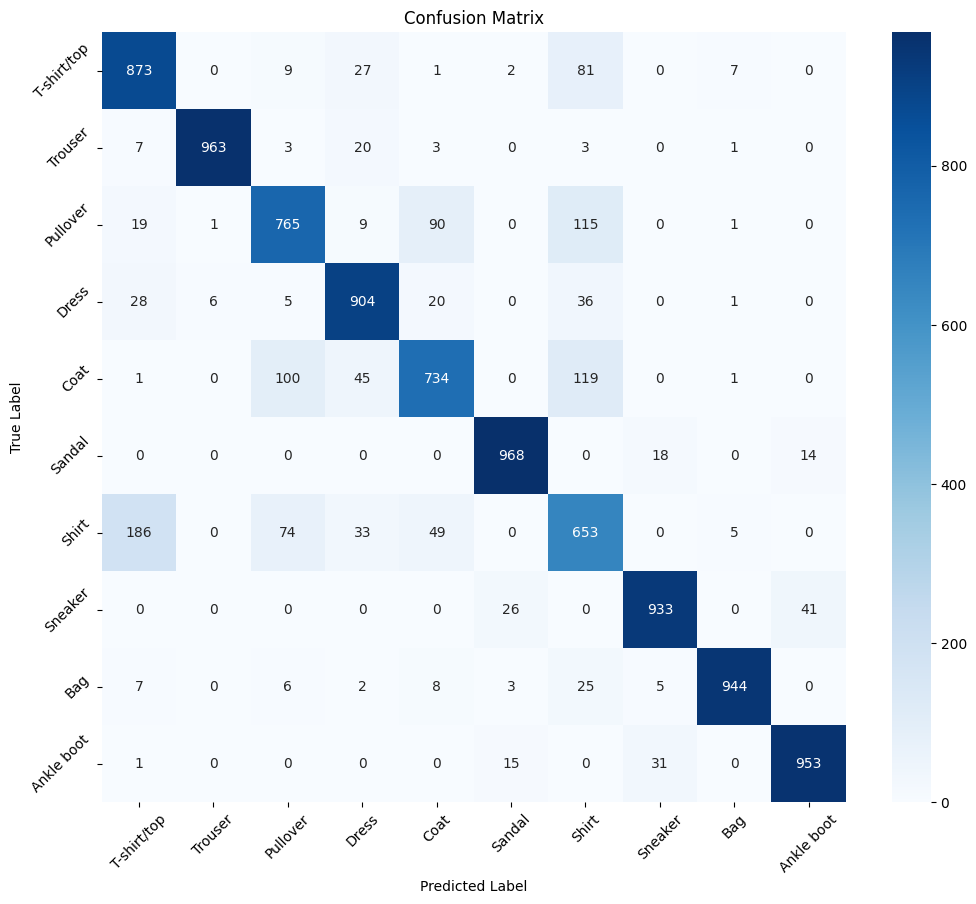 Confusion Matrix
True Label
T-shirt/top 873 0 9 27 1 2 81 0 7 0
Trouser 7 963 3 20 3 0 3 0 1 0
Pullover 19 1 765 9 90 0 115 0 1 0
Dress 28 6 5 904 20 0 36 0 1 0
Coat 1 0 100 45 734 0 119 0 1 0
Sandal 0 0 0 0 0 968 0 18 0 14
Shirt 186 0 74 33 49 0 653 0 5 0
Sneaker 0 0 0 0 0 26 0 933 0 41
Bag 7 0 6 2 8 3 25 5 944 0
Ankle boot 1 0 0 0 0 15 0 31 0 953
T-shirt/top Trouser Pullover Dress Coat Sandal Shirt Sneaker Bag Ankle boot
Predicted Label
800
600
400
200
0